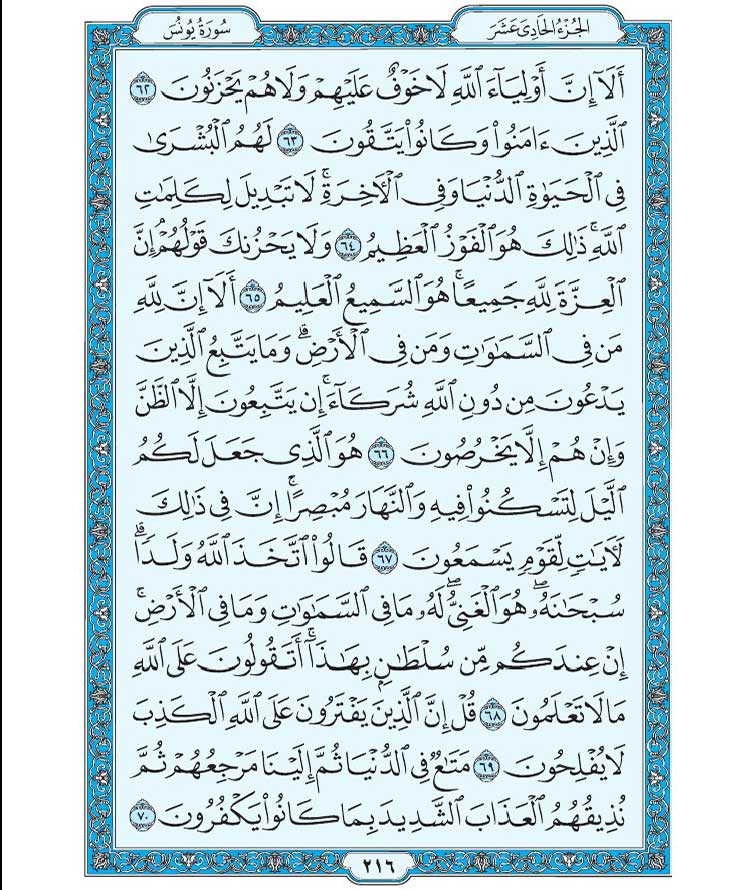 الجُزْءُ الحَادِى عَشَرَ
سُورَةُ يُونُسَ
أَلَآ إِنَّ أَوْلِيَآءَ ٱللَّهِ لَا خَوْفٌ عَلَيْهِمْ وَلَا هُمْ يَحْزَنُونَ ٦٢
ٱلَّذِينَ ءَامَنُوا۟ وَكَانُوا۟ يَتَّقُونَ ٦٣ لَهُمُ ٱلْبُشْرَىٰ
فِى ٱلْحَيَوٰةِ ٱلدُّنْيَا وَفِى ٱلْـَٔاخِرَةِ ۚ لَا تَبْدِيلَ لِكَلِمَـٰتِ
ٱللَّهِ ۚ ذَٰلِكَ هُوَ ٱلْفَوْزُ ٱلْعَظِيمُ ٦٤ وَلَا يَحْزُنكَ قَوْلُهُمْ ۘ إِنَّ
ٱلْعِزَّةَ لِلَّهِ جَمِيعًا ۚ هُوَ ٱلسَّمِيعُ ٱلْعَلِيمُ ٦٥ أَلَآ إِنَّ لِلَّهِ
مَن فِى ٱلسَّمَـٰوَٰتِ وَمَن فِى ٱلْأَرْضِ ۗ وَمَا يَتَّبِعُ ٱلَّذِينَ
يَدْعُونَ مِن دُونِ ٱللَّهِ شُرَكَآءَ ۚ إِن يَتَّبِعُونَ إِلَّا ٱلظَّنَّ
وَإِنْ هُمْ إِلَّا يَخْرُصُونَ ٦٦ هُوَ ٱلَّذِى جَعَلَ لَكُمُ
ٱلَّيْلَ لِتَسْكُنُوا۟ فِيهِ وَٱلنَّهَارَ مُبْصِرًا ۚ إِنَّ فِى ذَٰلِكَ
لَـَٔايَـٰتٍ لِّقَوْمٍ يَسْمَعُونَ ٦٧ قَالُوا۟ ٱتَّخَذَ ٱللَّهُ وَلَدًا ۗ
سُبْحَـٰنَهُۥ ۖ هُوَ ٱلْغَنِىُّ ۖ لَهُۥ مَا فِى ٱلسَّمَـٰوَٰتِ وَمَا فِى ٱلْأَرْضِ ۚ
إِنْ عِندَكُم مِّن سُلْطَـٰنٍۭ بِهَـٰذَآ ۚ أَتَقُولُونَ عَلَى ٱللَّهِ
مَا لَا تَعْلَمُونَ ٦٨ قُلْ إِنَّ ٱلَّذِينَ يَفْتَرُونَ عَلَى ٱللَّهِ ٱلْكَذِبَ
لَا يُفْلِحُونَ ٦٩ مَتَـٰعٌ فِى ٱلدُّنْيَا ثُمَّ إِلَيْنَا مَرْجِعُهُمْ ثُمَّ
نُذِيقُهُمُ ٱلْعَذَابَ ٱلشَّدِيدَ بِمَا كَانُوا۟ يَكْفُرُونَ ٧٠
٢١٦